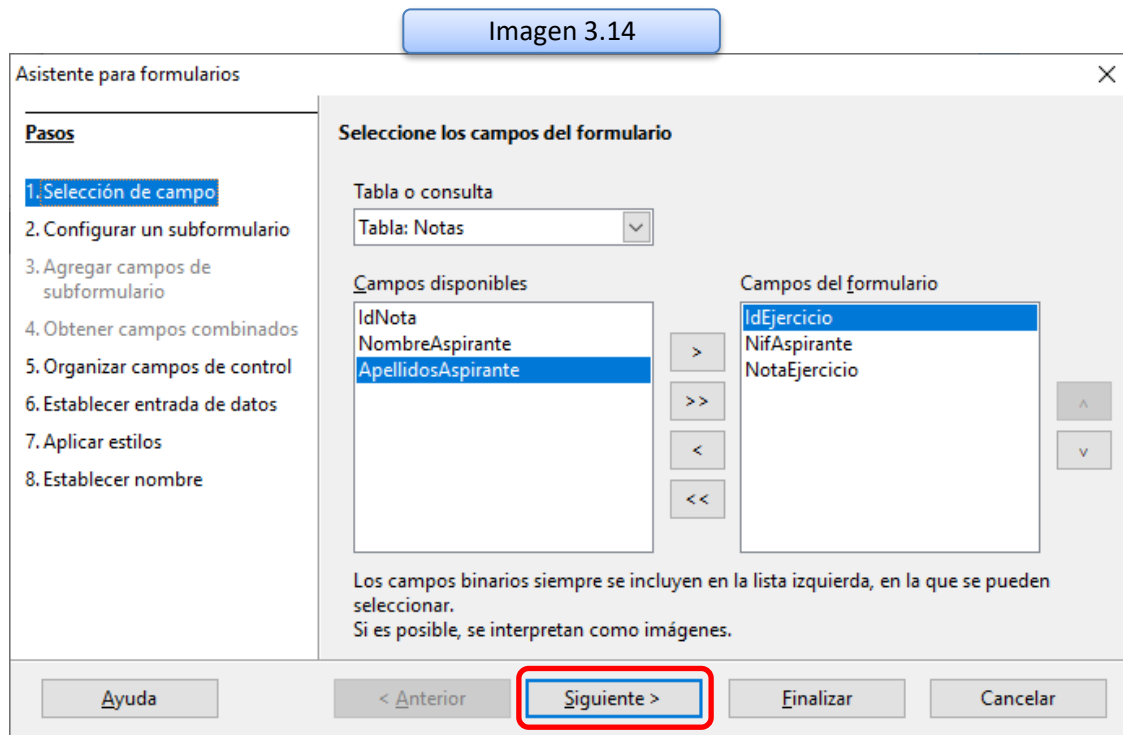 Imagen 3.14
Asistente para formularios
Pasos
1. Selección de campo
2. Configurar un subformulario
3. Agregar campos de
subformulario
4. Obtener campos combinados
5. Organizar campos de control
6. Establecer entrada de datos
7. Aplicar estilos
8. Establecer nombre
Seleccione los campos del formulario
Tabla o consulta
Tabla: Notas
Campos disponibles
IdNota
NombreAspirante
ApellidosAspirante
>
>>
<
<<
Campos del formulario
IdEjercicio
NifAspirante
NotaEjercicio
^
v
Los campos binarios siempre se incluyen en la lista izquierda, en la que se pueden
seleccionar.
Si es posible, se interpretan como imágenes.
Ayuda
< Anterior
Siguiente >
Finalizar
Cancelar